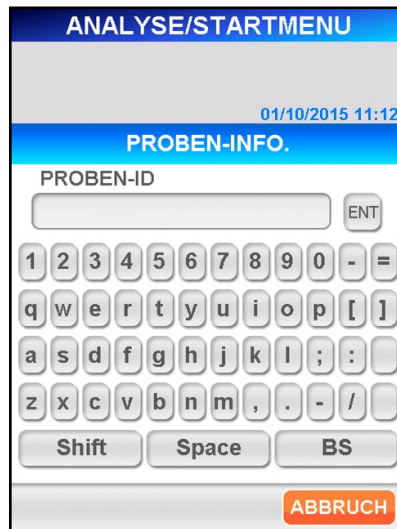 ANALYSE/STARTMENU
01/10/2015 11:12
PROBEN-INFO.
PROBEN-ID
ENT
1 2 3 4 5 6 7 8 9 0 - =
q w e r t y u i o p [ ]
a s d f g h j k l ; :
z x c v b n m , . - /
Shift Space BS
ABBRUCH